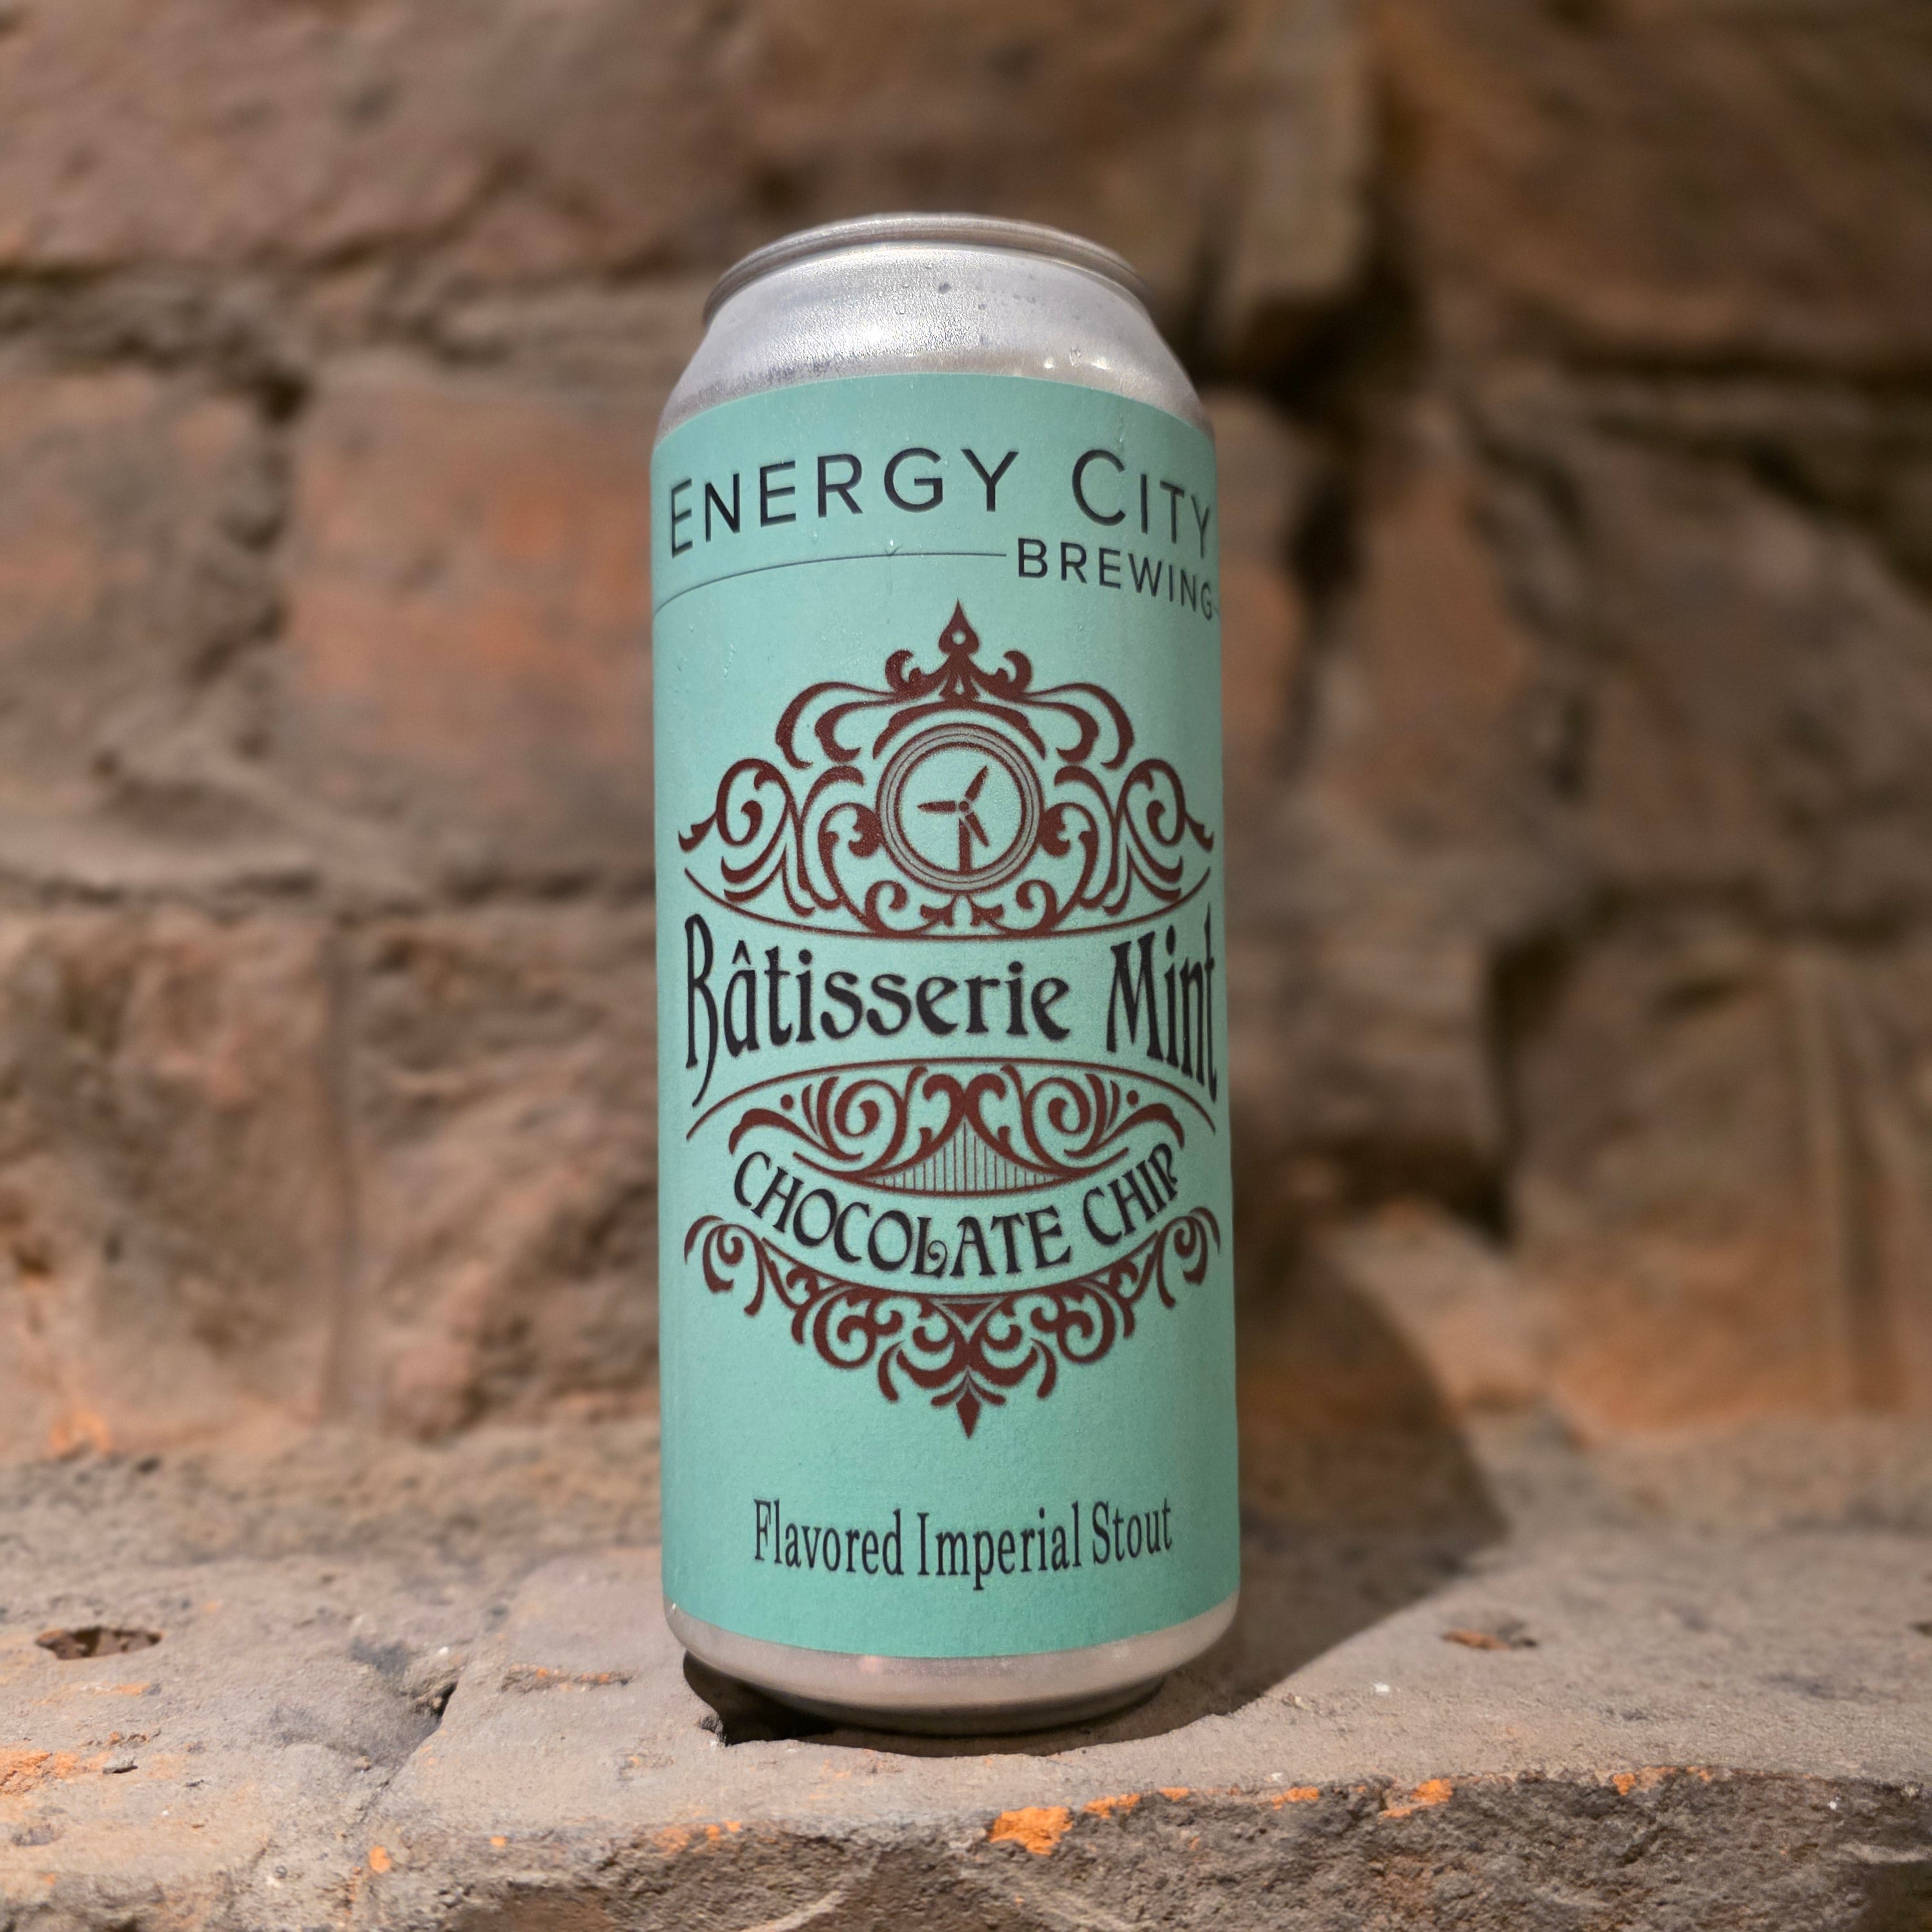 ENERGY CITY
BREWING
Bâtisserie Mint
CHOCOLATE CHIP
Flavored Imperial Stout